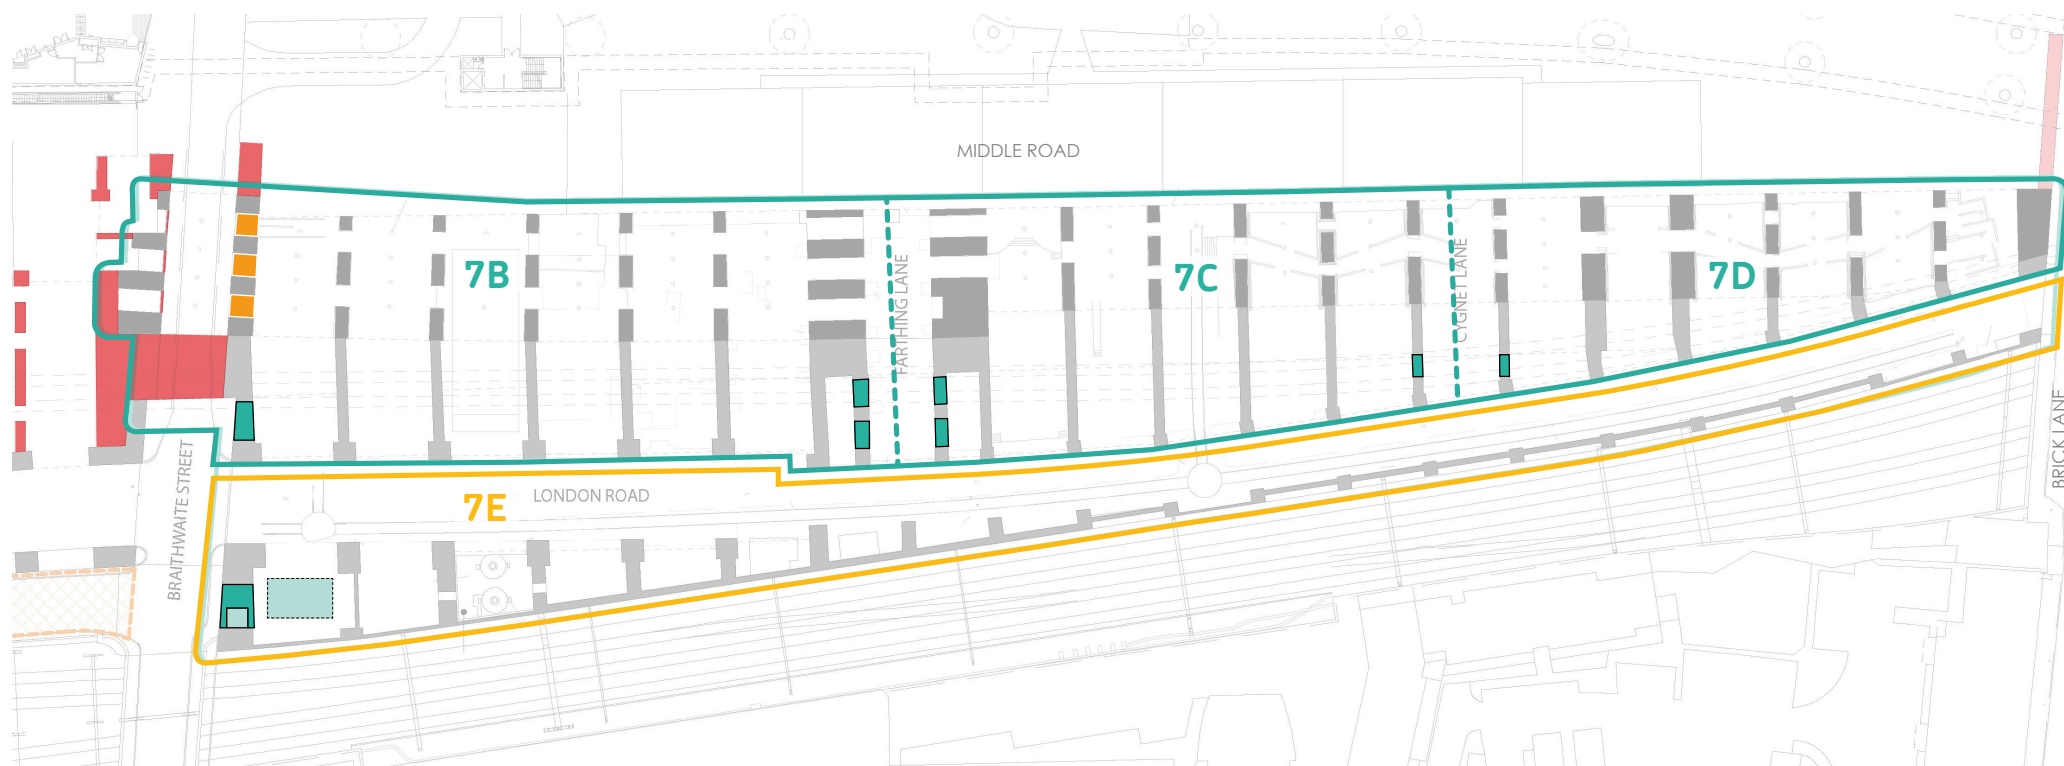 MIDDLE ROAD
7B
FARTHING LANE
7C
CYGNET LANE
7D
7E
LONDON ROAD
BRAITHWAITE STREET
BRICK LANE